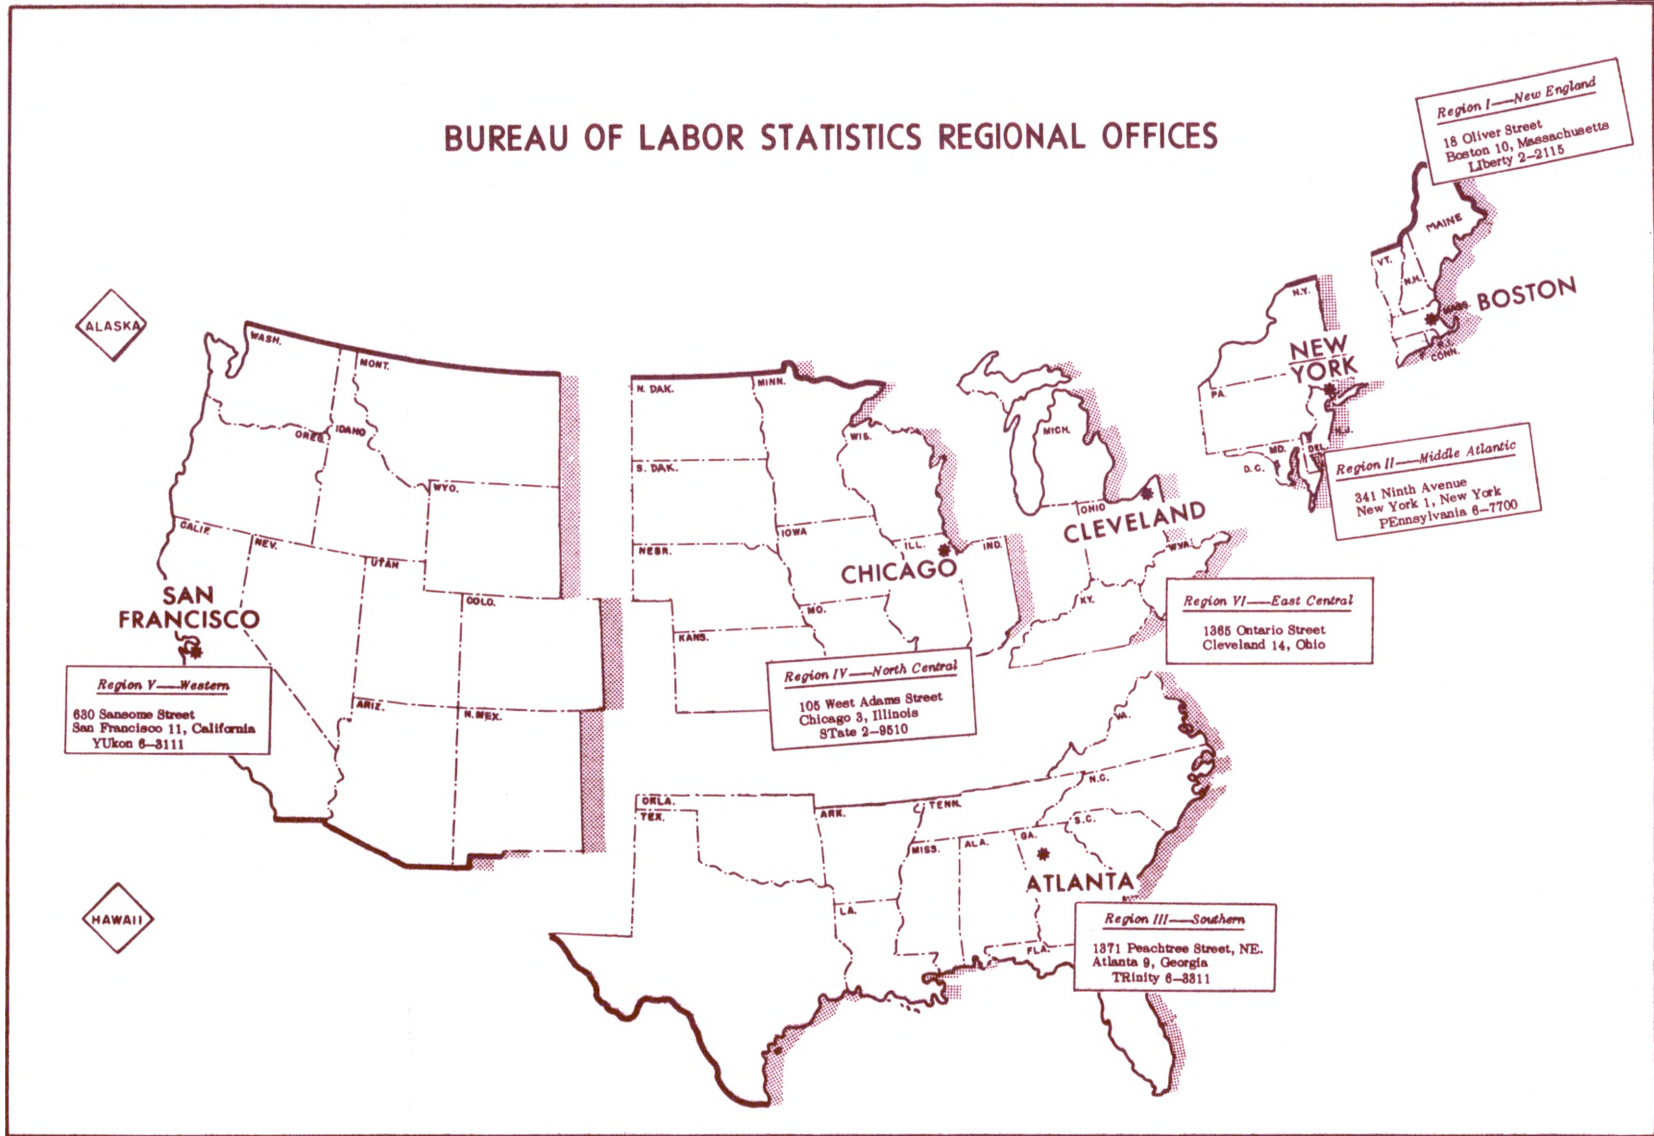 BUREAU OF LABOR STATISTICS REGIONAL OFFICES
Region I—New England
18 Oliver Street
Boston 10, Massachusetts
LIberty 2-2115
MAINE
VT.
N.H.
MASS.
BOSTON
R.I.
CONN.
N.Y.
NEW
YORK
PA.
N.J.
MD.
DEL.
D.C.
Region II—Middle Atlantic
341 Ninth Avenue
New York 1, New York
PEnnsylvania 6-7700
ALASKA
WASH.
MONT.
OREG.
IDAHO
WYO.
CALIF.
NEV.
UTAH
COLO.
SAN
FRANCISCO
ARIZ.
N.MEX.
Region V—Western
630 Sansome Street
San Francisco 11, California
YUkon 6-3111
N. DAK.
MINN.
WIS.
S. DAK.
IOWA
NEBR.
ILL.
IND.
CHICAGO
MO.
KANS.
Region IV—North Central
105 West Adams Street
Chicago 3, Illinois
STate 2-9510
MICH.
OHIO
CLEVELAND
W.VA.
KY.
Region VI—East Central
1365 Ontario Street
Cleveland 14, Ohio
VA.
N.C.
OKLA.
TEX.
ARK.
TENN.
S.C.
MISS.
ALA.
GA.
ATLANTA
LA.
FLA.
Region III—Southern
1371 Peachtree Street, NE.
Atlanta 9, Georgia
TRinity 6-3311
HAWAII